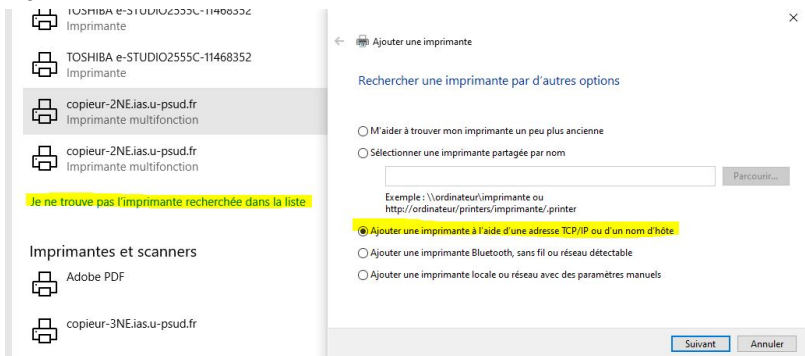 TOSHIBA e-STUDIO2555C-11468352
Imprimante
TOSHIBA e-STUDIO2555C-11468352
Imprimante
copieur-2NE.ias.u-psud.fr
Imprimante multifonction
copieur-2NE.ias.u-psud.fr
Imprimante multifonction
Je ne trouve pas l'imprimante recherchée dans la liste
Imprimantes et scanners
Adobe PDF
copieur-3NE.ias.u-psud.fr
Ajouter une imprimante
Rechercher une imprimante par d'autres options
M'aider à trouver mon imprimante un peu plus ancienne
Sélectionner une imprimante partagée par nom
Parcourir...
Exemple : \\ordinateur\imprimante ou
http://ordinateur/printers/imprimante/.printer
Ajouter une imprimante à l'aide d'une adresse TCP/IP ou d'un nom d'hôte
Ajouter une imprimante Bluetooth, sans fil ou réseau détectable
Ajouter une imprimante locale ou réseau avec des paramètres manuels
Suivant
Annuler